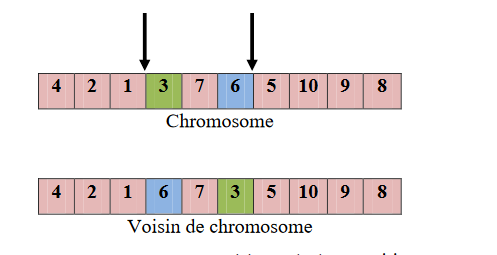 4 2 1 3 7 6 5 10 9 8
Chromosome
4 2 1 6 7 3 5 10 9 8
Voisin de chromosome